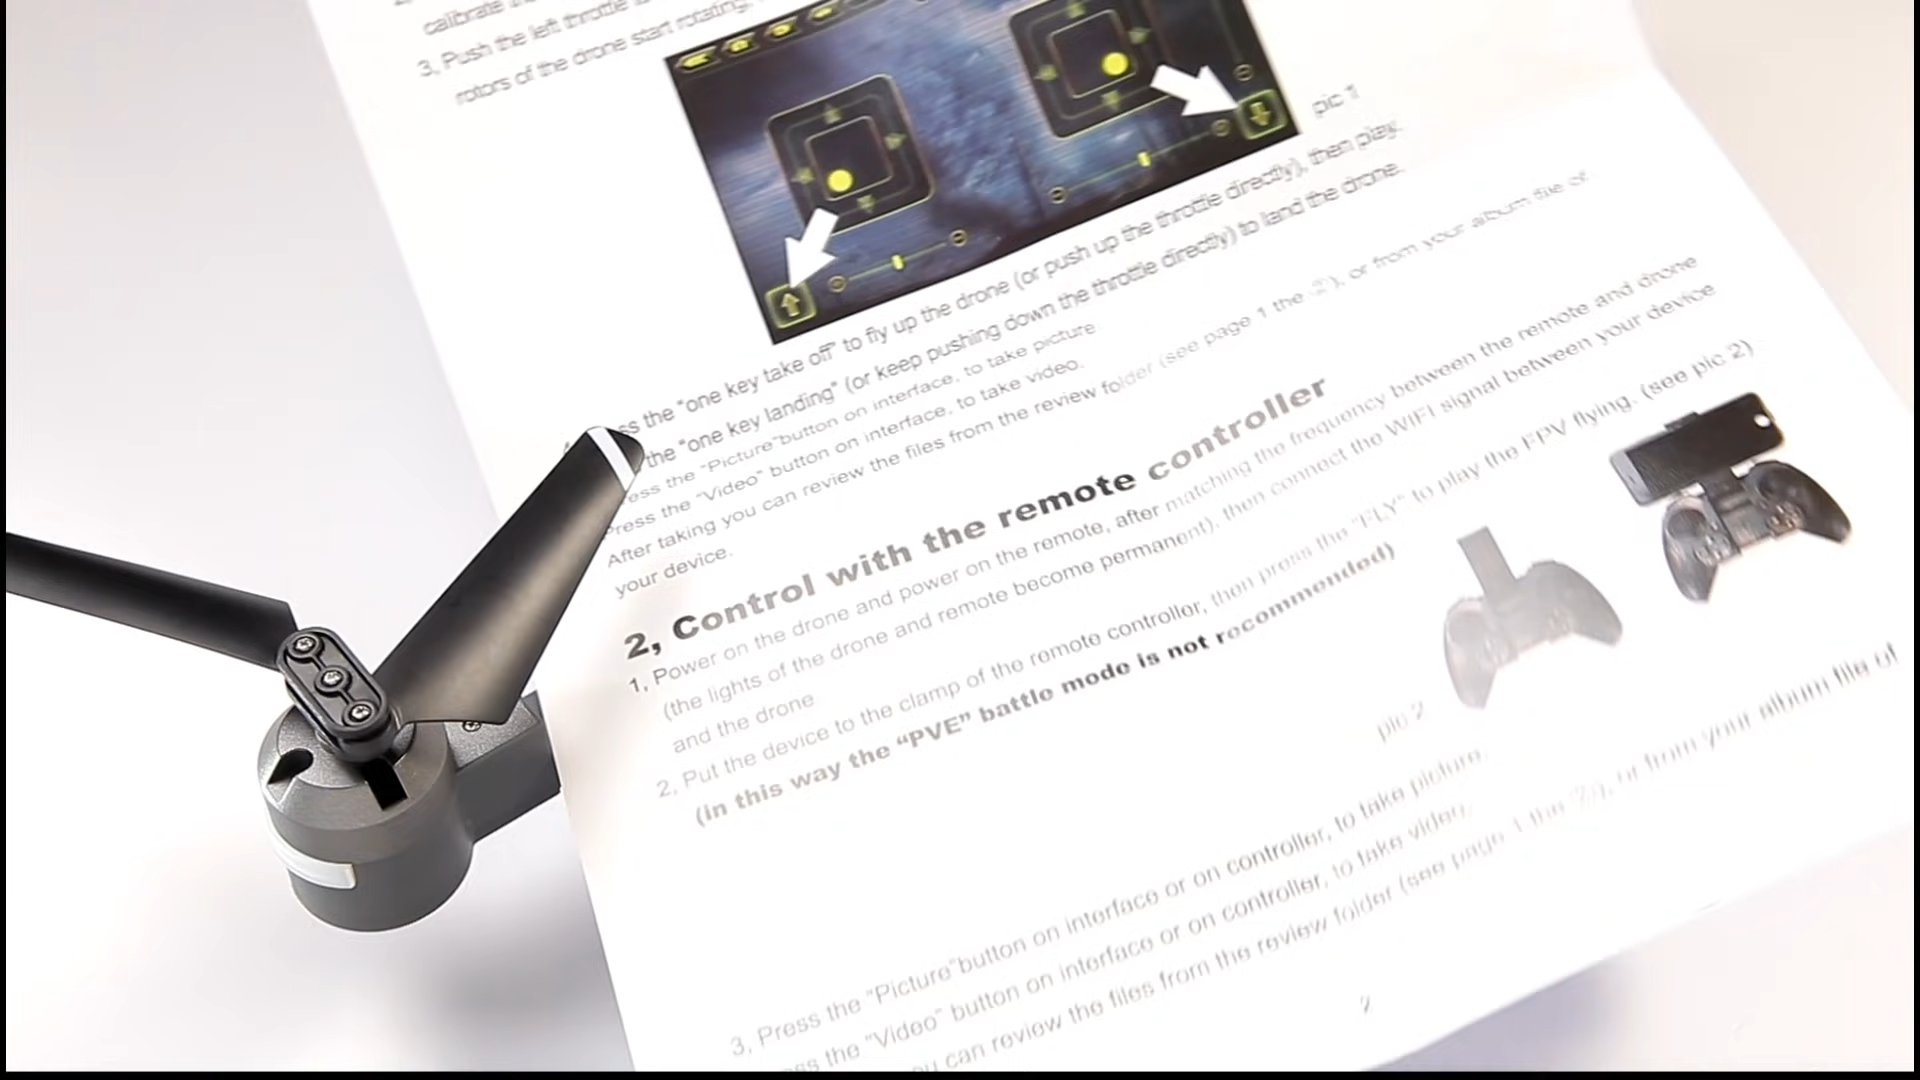 calibrate the
3, Push the left throttle
rotors of the drone start rotating,
pic 1
the "one key take off" to fly up the drone (or push up the throttle directly), then play.
the "one key landing" (or keep pushing down the throttle directly) to land the drone.
the "Picture"button on interface, to take picture.
Press the "Video" button on interface, to take video.
After taking you can review the files from the review folder (see page 1 the ②), or from your album file of
your device.
2, Control with the remote controller
1, Power on the drone and power on the remote, after matching the frequency between the remote and drone
(the lights of the drone and remote become permanent), then connect the WIFI signal between your device
and the drone
2, Put the device to the clamp of the remote controller, then press the "FLY" to play the FPV flying. (see pic 2)
(in this way the "PVE" battle mode is not recommended)
pic 2
3, Press the "Picture"button on interface or on controller, to take picture.
the "Video" button on interface or on controller, to take video.
you can review the files from the review folder (see page 1 the ②), or from your album file of
2